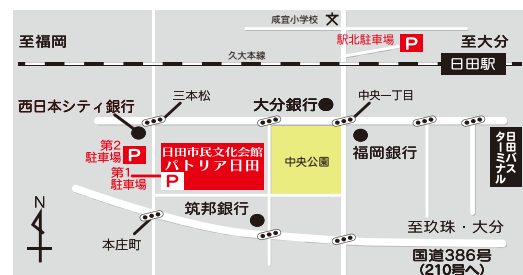 咸宜小学校
至福岡
駅北駐車場 P
至大分
久大本線
日田駅
西日本シティ銀行
三本松
大分銀行
中央一丁目
第2
駐車場 P
日田市民文化会館
パトリア日田
中央公園
福岡銀行
日田バス
ターミナル
第1
駐車場
P
筑邦銀行
N
本庄町
至玖珠・大分
国道386号
(210号へ)